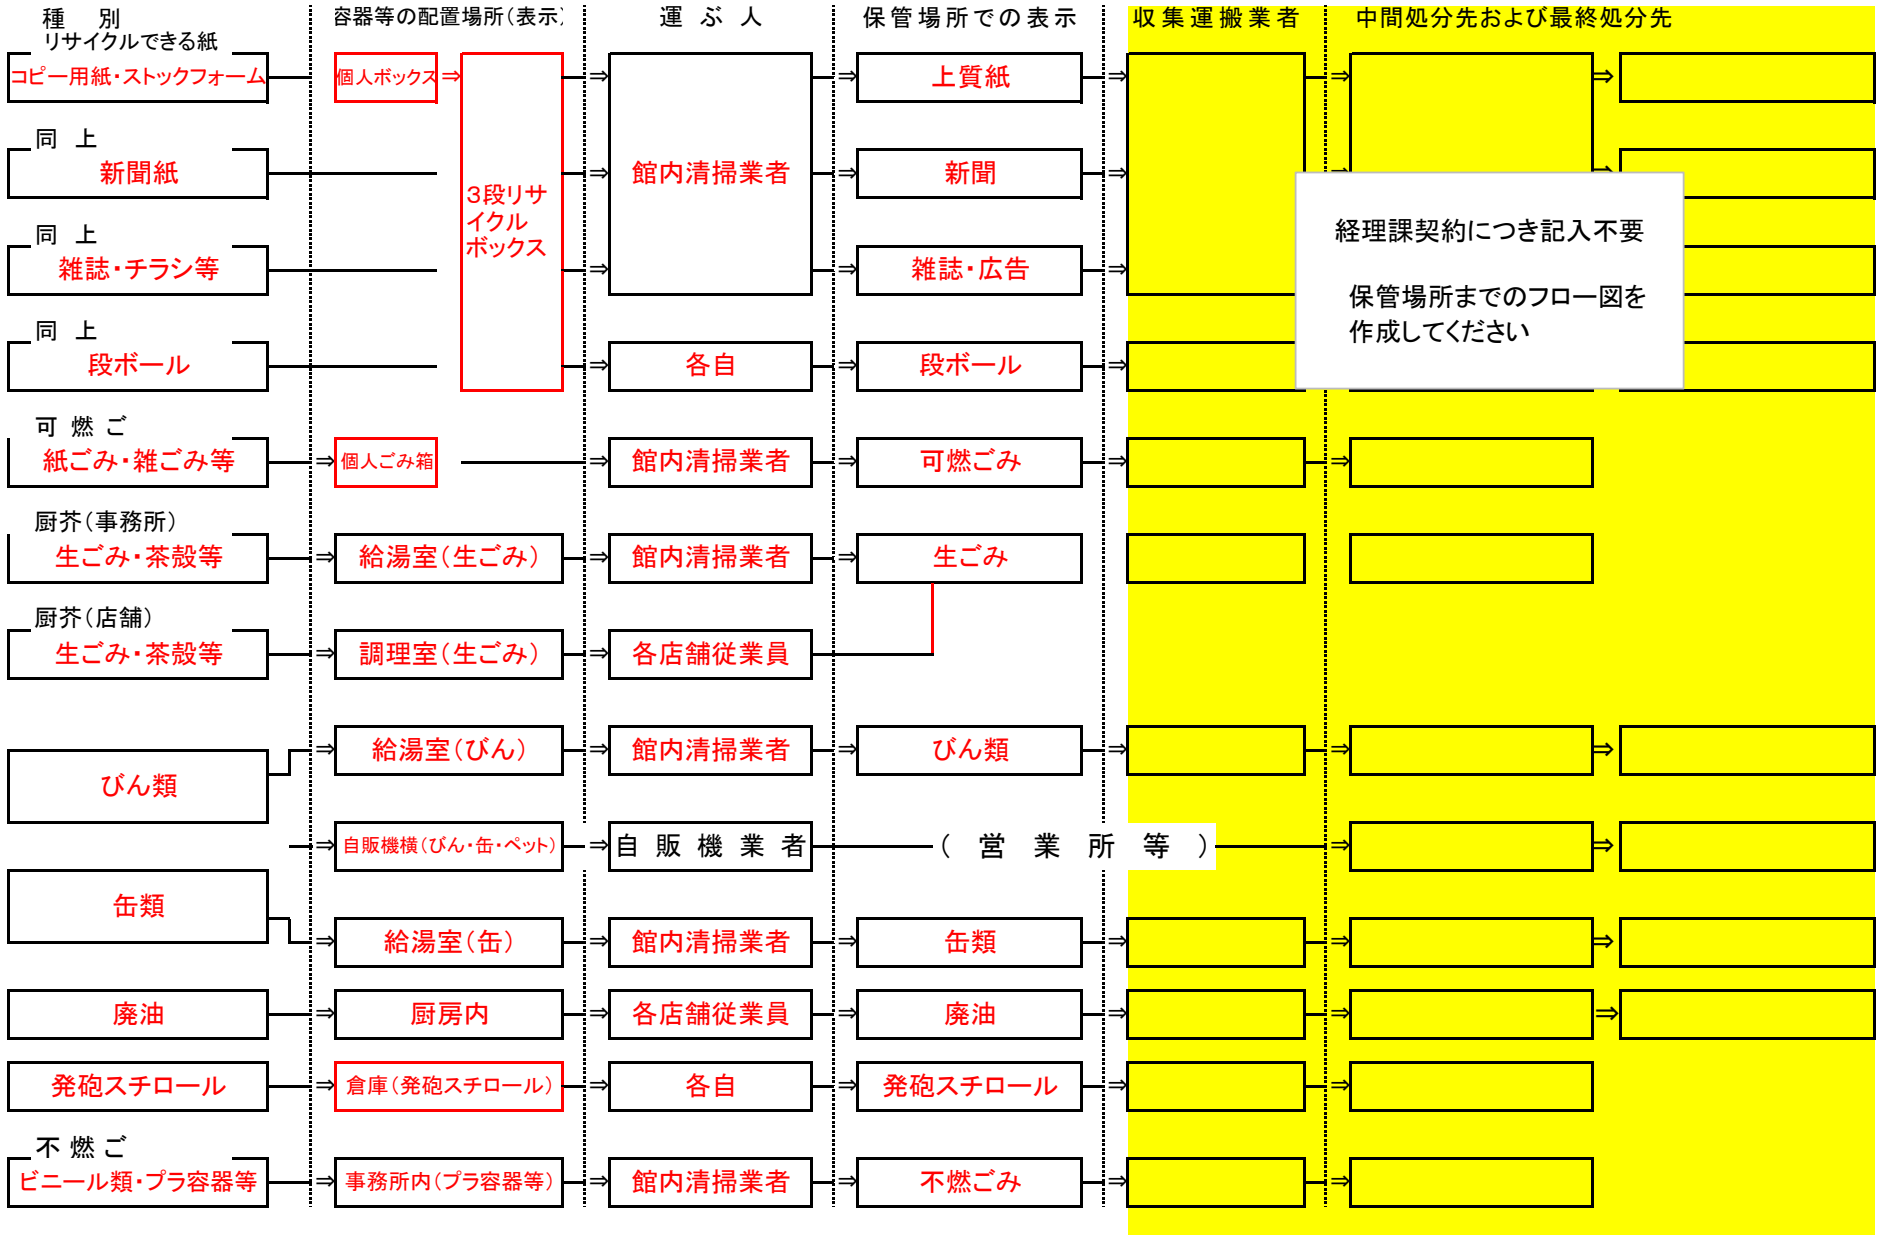 種　別
容器等の配置場所（表示）
運 ぶ 人
保管場所での表示
収集運搬業者
中間処分先および最終処分先
リサイクルできる紙
コピー用紙・ストックフォーム
⇒
個人ボックス
⇒
3段リサ
イクル
ボックス
⇒
館内清掃業者
⇒
上質紙
⇒
⇒
⇒
同　上
新聞紙
⇒
⇒
新聞
⇒
同　上
雑誌・チラシ等
⇒
⇒
雑誌・広告
⇒
経理課契約につき記入不要
保管場所までのフロー図を
作成してください
同　上
段ボール
⇒
各自
⇒
段ボール
⇒
可 燃 ご
紙ごみ・雑ごみ等
⇒
個人ごみ箱
⇒
館内清掃業者
⇒
可燃ごみ
⇒
⇒
厨芥（事務所）
生ごみ・茶殻等
⇒
給湯室（生ごみ）
⇒
館内清掃業者
⇒
生ごみ
厨芥（店舗）
生ごみ・茶殻等
⇒
調理室（生ごみ）
⇒
各店舗従業員
びん類
⇒
給湯室（びん）
⇒
館内清掃業者
⇒
びん類
⇒
⇒
⇒
⇒
自販機横（びん・缶・ペット）
⇒
自 販 機 業 者
（ 営 業 所 等 ）
⇒
⇒
缶類
⇒
給湯室（缶）
⇒
館内清掃業者
⇒
缶類
⇒
⇒
⇒
廃油
⇒
厨房内
⇒
各店舗従業員
⇒
廃油
⇒
⇒
⇒
発砲スチロール
⇒
倉庫（発砲スチロール）
⇒
各自
⇒
発砲スチロール
⇒
⇒
不 燃 ご
ビニール類・プラ容器等
⇒
事務所内（プラ容器等）
⇒
館内清掃業者
⇒
不燃ごみ
⇒
⇒